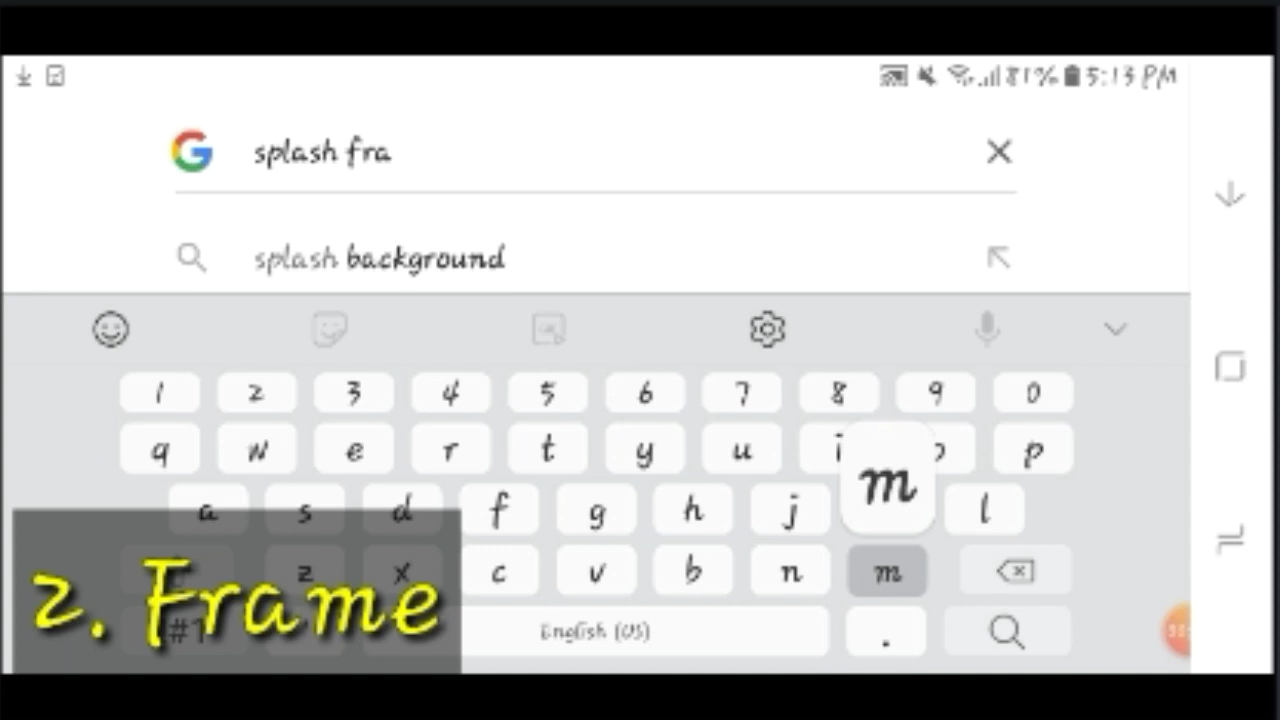 81% 5:13 PM
splash fra
splash background
1 2 3 4 5 6 7 8 9 0
q w e r t y u i o p
a s d f g h j m l
z x c v b n m
2. Frame
#1 English (US) .